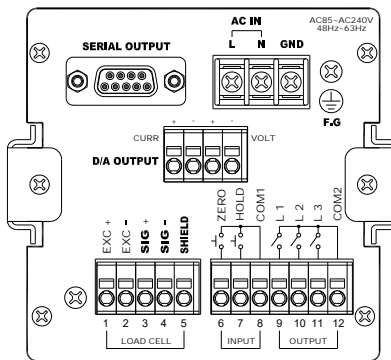 AC IN
AC85~AC240V
48Hz~63Hz
SERIAL OUTPUT
L N GND
F.G
+ - + -
CURR VOLT
D/A OUTPUT
EXC +
EXC -
SIG +
SIG -
SHIELD
ZERO
HOLD
COM1
L 1
L 2
L 3
COM2
1 2 3 4 5 6 7 8 9 10 11 12
LOAD CELL INPUT OUTPUT